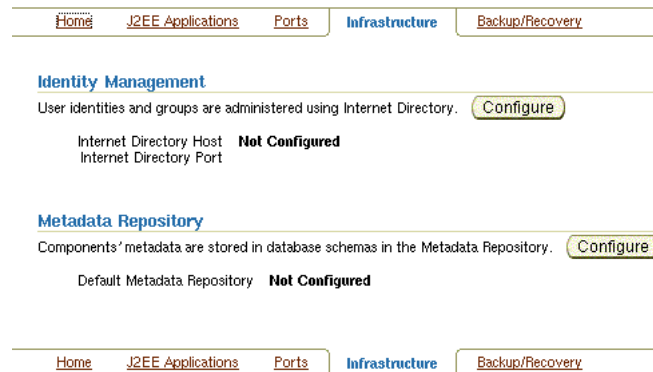 Home J2EE Applications Ports Infrastructure Backup/Recovery
Identity Management
User identities and groups are administered using Internet Directory. Configure
Internet Directory Host Not Configured
Internet Directory Port
Metadata Repository
Components' metadata are stored in database schemas in the Metadata Repository. Configure
Default Metadata Repository Not Configured
Home J2EE Applications Ports Infrastructure Backup/Recovery